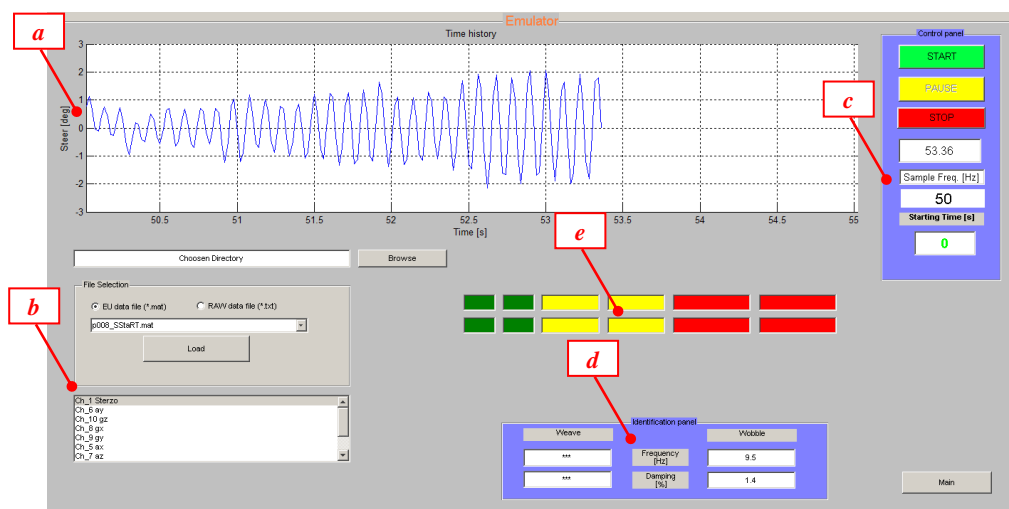 Emulator
Time history
a
3
2
1
0
-1
-2
-3
Steer [deg]
50.5
51
51.5
52
52.5
53
53.5
54
54.5
55
Time [s]
Control panel
START
PAUSE
STOP
c
53.36
Sample Freq. [Hz]
50
Starting Time [s]
0
Choosen Directory
Browse
e
b
File Selection
EU data file (*.mat)
RAW data file (*.txt)
p008_SStaRT.mat
Load
Ch_1 Sterzo
Ch_6 ay
Ch_10 gz
Ch_8 gx
Ch_9 gy
Ch_5 ax
Ch_7 az
d
Identification panel
Weave
Wobble
***
Frequency
[Hz]
9.5
***
Damping
[%]
1.4
Main